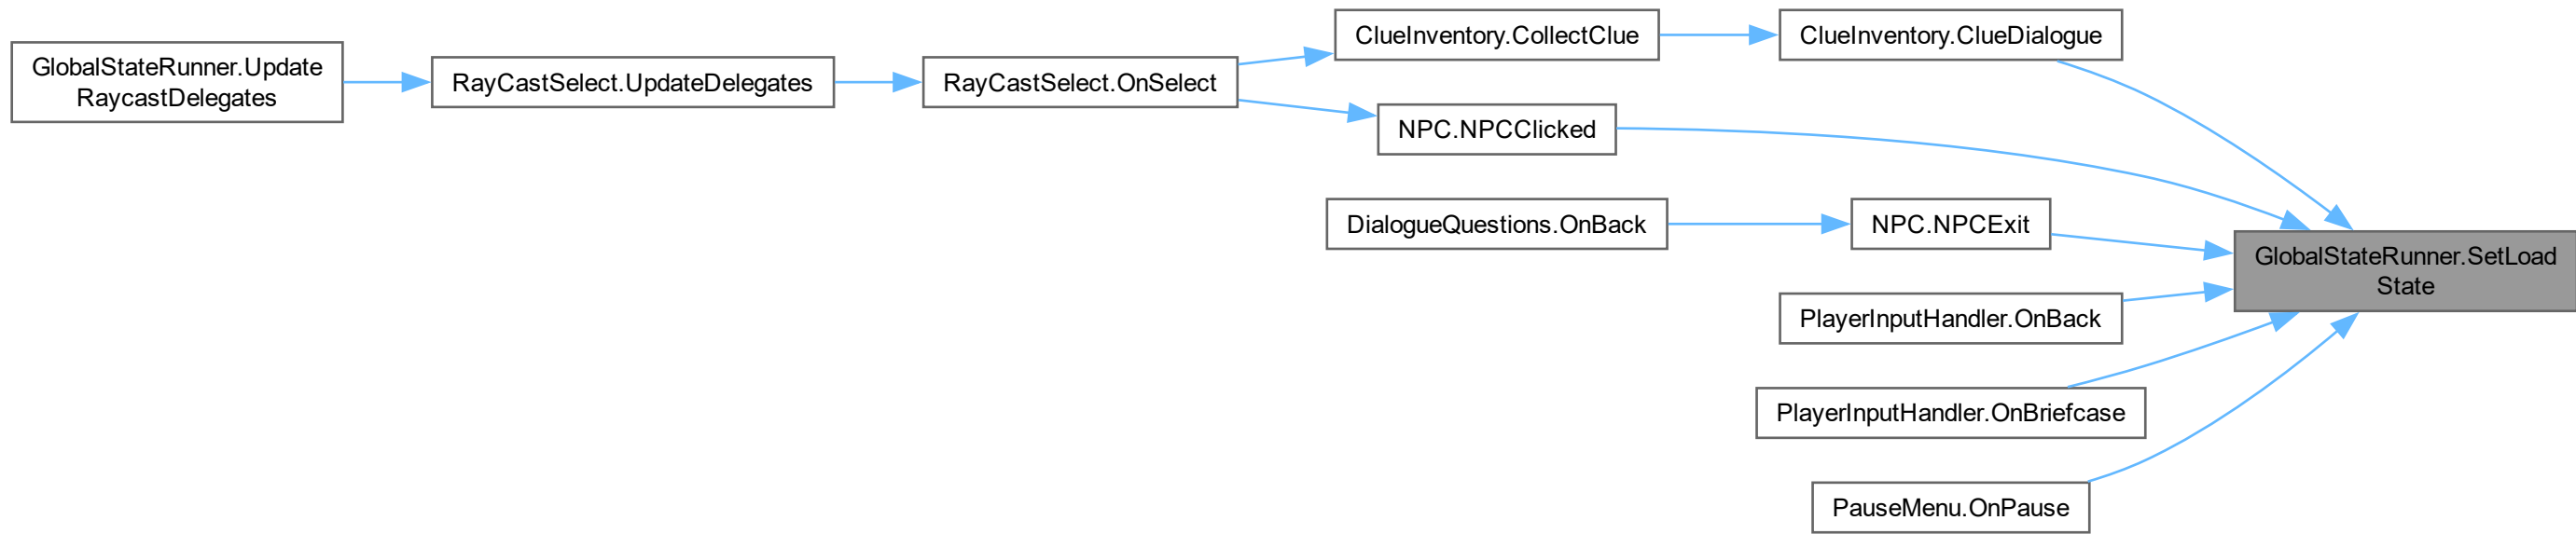 GlobalStateRunner.Update
RaycastDelegates
RayCastSelect.UpdateDelegates
RayCastSelect.OnSelect
ClueInventory.CollectClue
ClueInventory.ClueDialogue
NPC.NPCClicked
DialogueQuestions.OnBack
NPC.NPCExit
GlobalStateRunner.SetLoad
State
PlayerInputHandler.OnBack
PlayerInputHandler.OnBriefcase
PauseMenu.OnPause